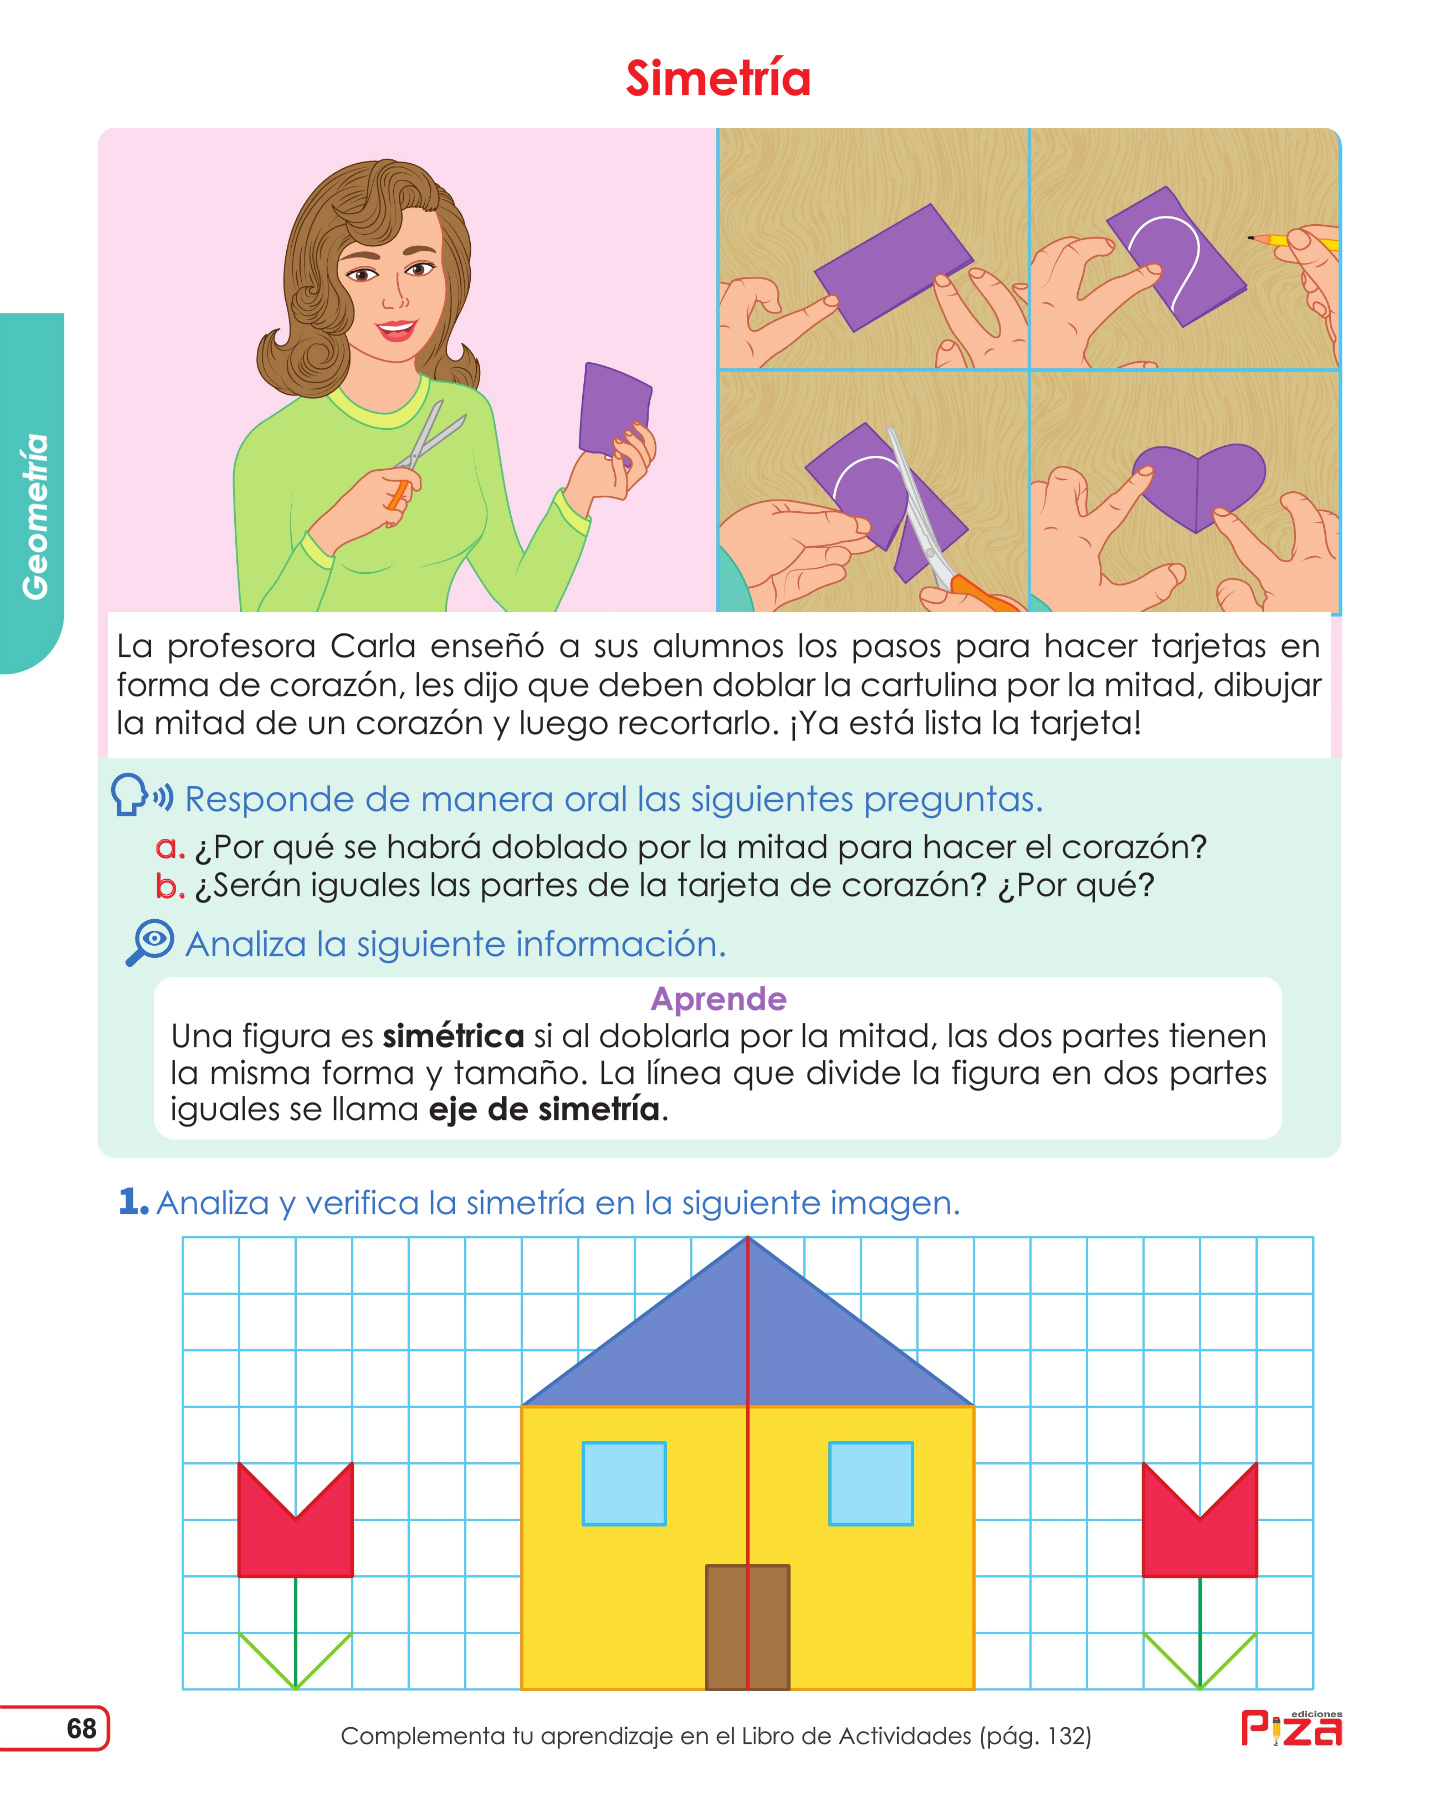 Simetría
Geometría
La profesora Carla enseñó a sus alumnos los pasos para hacer tarjetas en
forma de corazón, les dijo que deben doblar la cartulina por la mitad, dibujar
la mitad de un corazón y luego recortarlo. ¡Ya está lista la tarjeta!
Responde de manera oral las siguientes preguntas.
a. ¿Por qué se habrá doblado por la mitad para hacer el corazón?
b. ¿Serán iguales las partes de la tarjeta de corazón? ¿Por qué?
Analiza la siguiente información.
Aprende
Una figura es simétrica si al doblarla por la mitad, las dos partes tienen
la misma forma y tamaño. La línea que divide la figura en dos partes
iguales se llama eje de simetría.
1. Analiza y verifica la simetría en la siguiente imagen.
68
Complementa tu aprendizaje en el Libro de Actividades (pág. 132)
ediciones
Piza